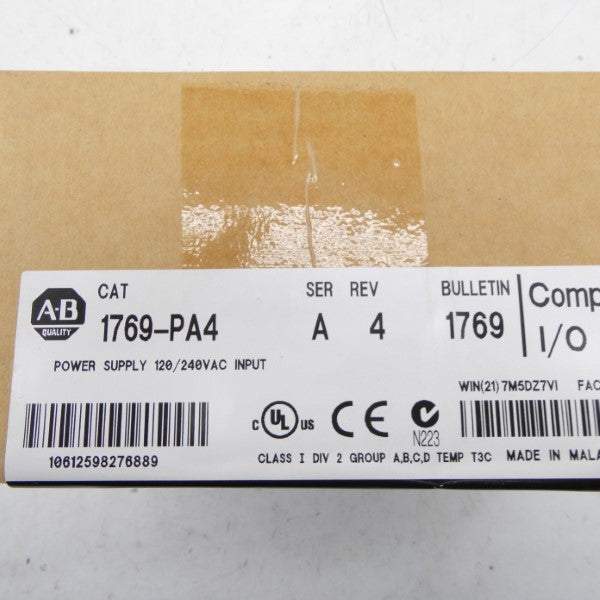 A·B
QUALITY
CAT
1769-PA4
SER REV
A 4
BULLETIN
1769
Comp
I/O
POWER SUPPLY 120/240VAC INPUT
WIN(21) 7M5DZ7VI FAC
c UL us CE N223
10612598276889
CLASS I DIV 2 GROUP A,B,C,D TEMP T3C MADE IN MALA